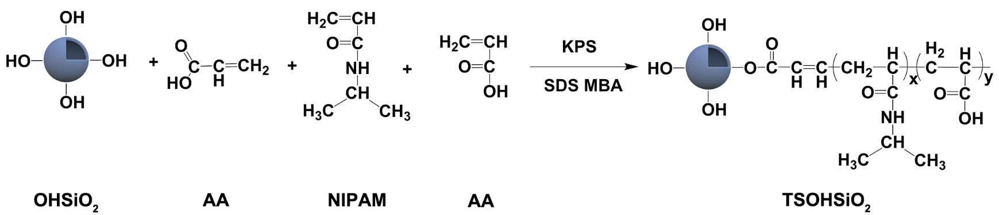 OH
HO
OH
OH
+
O
C
HO
C
H
CH₂
+
H₂C=CH
O=C
NH
CH
H₃C
CH₃
+
H₂C=CH
O=C
OH
KPS
SDS MBA
OH
HO
OH
O
O
C
C
H
C
H
( CH₂
H
C
)x
O=C
NH
CH
H₃C
CH₃
(
H₂
C
H
C
)y
O=C
OH
OHSiO₂
AA
NIPAM
AA
TSOHSiO₂